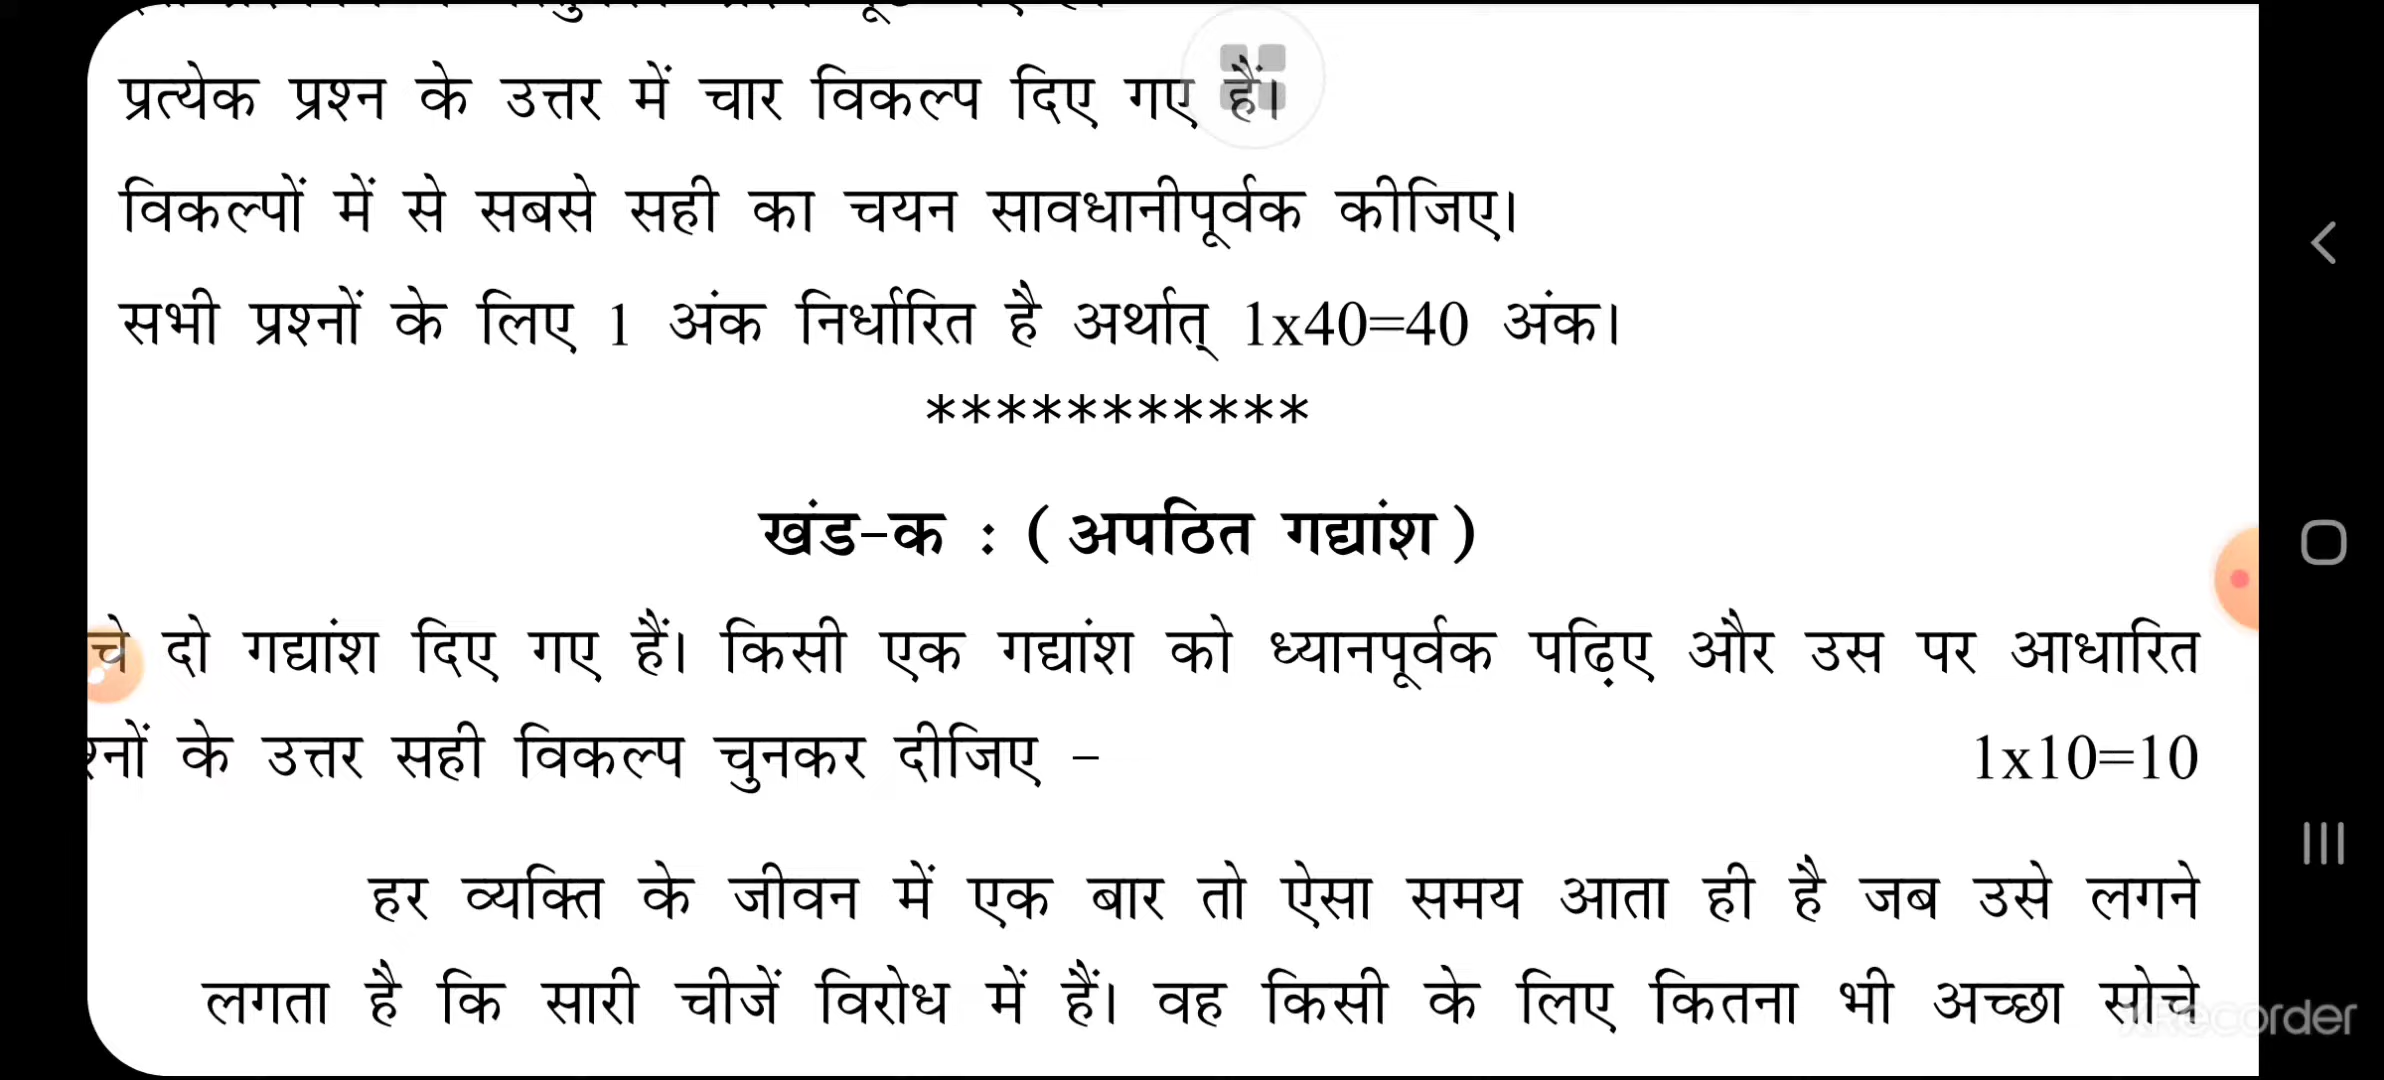 प्रत्येक प्रश्न के उत्तर में चार विकल्प दिए गए हैं।
विकल्पों में से सबसे सही का चयन सावधानीपूर्वक कीजिए।
सभी प्रश्नों के लिए 1 अंक निर्धारित है अर्थात् 1x40=40 अंक।
***********
खंड-क : ( अपठित गद्यांश )
चे दो गद्यांश दिए गए हैं। किसी एक गद्यांश को ध्यानपूर्वक पढ़िए और उस पर आधारित
श्नों के उत्तर सही विकल्प चुनकर दीजिए - 1x10=10
हर व्यक्ति के जीवन में एक बार तो ऐसा समय आता ही है जब उसे लगने
लगता है कि सारी चीजें विरोध में हैं। वह किसी के लिए कितना भी अच्छा सोचे
XRecorder